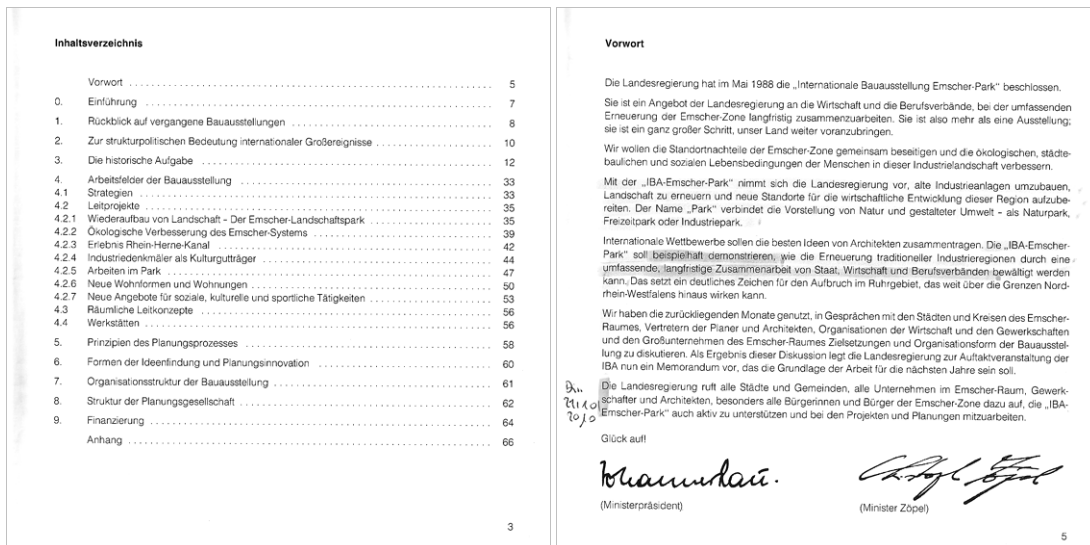 Inhaltsverzeichnis
Vorwort 5
0. Einführung 7
1. Rückblick auf vergangene Bauausstellungen 8
2. Zur strukturpolitischen Bedeutung internationaler Großereignisse 10
3. Die historische Aufgabe 12
4. Arbeitsfelder der Bauausstellung 33
4.1 Strategien 33
4.2 Leitprojekte 35
4.2.1 Wiederaufbau von Landschaft - Der Emscher-Landschaftspark 35
4.2.2 Ökologische Verbesserung des Emscher-Systems 39
4.2.3 Erlebnis Rhein-Herne-Kanal 42
4.2.4 Industriedenkmäler als Kulturgutträger 44
4.2.5 Arbeiten im Park 47
4.2.6 Neue Wohnformen und Wohnungen 50
4.2.7 Neue Angebote für soziale, kulturelle und sportliche Tätigkeiten 53
4.3 Räumliche Leitkonzepte 56
4.4 Werkstätten 56
5. Prinzipien des Planungsprozesses 58
6. Formen der Ideenfindung und Planungsinnovation 60
7. Organisationsstruktur der Bauausstellung 61
8. Struktur der Planungsgesellschaft 62
9. Finanzierung 64
Anhang 66
3
Vorwort
Die Landesregierung hat im Mai 1988 die „Internationale Bauausstellung Emscher-Park" beschlossen.
Sie ist ein Angebot der Landesregierung an die Wirtschaft und die Berufsverbände, bei der umfassenden
Erneuerung der Emscher-Zone langfristig zusammenzuarbeiten. Sie ist also mehr als eine Ausstellung;
sie ist ein ganz großer Schritt, unser Land weiter voranzubringen.
Wir wollen die Standortnachteile der Emscher-Zone gemeinsam beseitigen und die ökologischen, städte-
baulichen und sozialen Lebensbedingungen der Menschen in dieser Industrielandschaft verbessern.
Mit der „IBA-Emscher-Park" nimmt sich die Landesregierung vor, alte Industrieanlagen umzubauen,
Landschaft zu erneuern und neue Standorte für die wirtschaftliche Entwicklung dieser Region aufzube-
reiten. Der Name „Park" verbindet die Vorstellung von Natur und gestalteter Umwelt - als Naturpark,
Freizeitpark oder Industriepark.
Internationale Wettbewerbe sollen die besten Ideen von Architekten zusammentragen. Die „IBA-Emscher-
Park" soll beispielhaft demonstrieren, wie die Erneuerung traditioneller Industrieregionen durch eine
umfassende, langfristige Zusammenarbeit von Staat, Wirtschaft und Berufsverbänden bewältigt werden
kann. Das setzt ein deutliches Zeichen für den Aufbruch im Ruhrgebiet, das weit über die Grenzen Nord-
rhein-Westfalens hinaus wirken kann.
Wir haben die zurückliegenden Monate genutzt, in Gesprächen mit den Städten und Kreisen des Emscher-
Raumes, Vertretern der Planer und Architekten, Organisationen der Wirtschaft und den Gewerkschaften
und den Großunternehmen des Emscher-Raumes Zielsetzungen und Organisationsform der Bauausstel-
lung zu diskutieren. Als Ergebnis dieser Diskussion legt die Landesregierung zur Auftaktveranstaltung der
IBA nun ein Memorandum vor, das die Grundlage der Arbeit für die nächsten Jahre sein soll.
Die Landesregierung ruft alle Städte und Gemeinden, alle Unternehmen im Emscher-Raum, Gewerk-
schafter und Architekten, besonders alle Bürgerinnen und Bürger der Emscher-Zone dazu auf, die „IBA-
Emscher-Park" auch aktiv zu unterstützen und bei den Projekten und Planungen mitzuarbeiten.
Glück auf!
(Ministerpräsident) (Minister Zöpel)
5